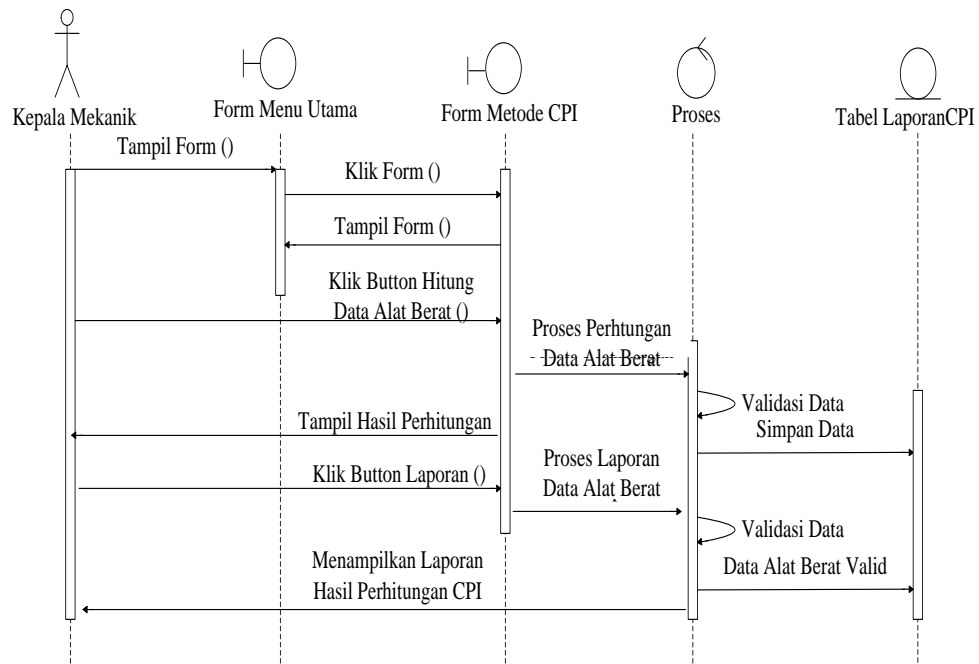 Kepala Mekanik
Form Menu Utama
Form Metode CPI
Proses
Tabel LaporanCPI
Tampil Form ()
Klik Form ()
Tampil Form ()
Klik Button Hitung
Data Alat Berat ()
Proses Perhtungan
Data Alat Berat
Validasi Data
Simpan Data
Tampil Hasil Perhitungan
Klik Button Laporan ()
Proses Laporan
Data Alat Berat
Validasi Data
Data Alat Berat Valid
Menampilkan Laporan
Hasil Perhitungan CPI